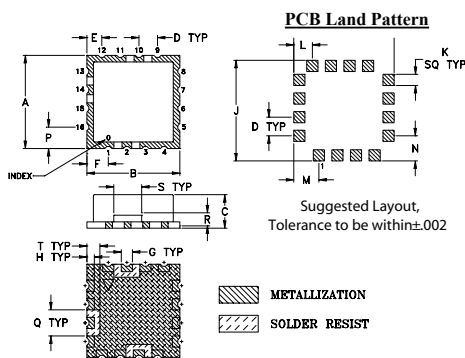 PCB Land Pattern
E
D TYP
12 11 10 9
13
14
15
16
8
7
6
5
A
P
0
1 2 3 4
F
B
INDEX
L
K
SQ TYP
J
D TYP
N
M
1
S TYP
R
C
Suggested Layout,
Tolerance to be within±.002
T TYP
H TYP
G TYP
Q TYP
METALLIZATION
SOLDER RESIST